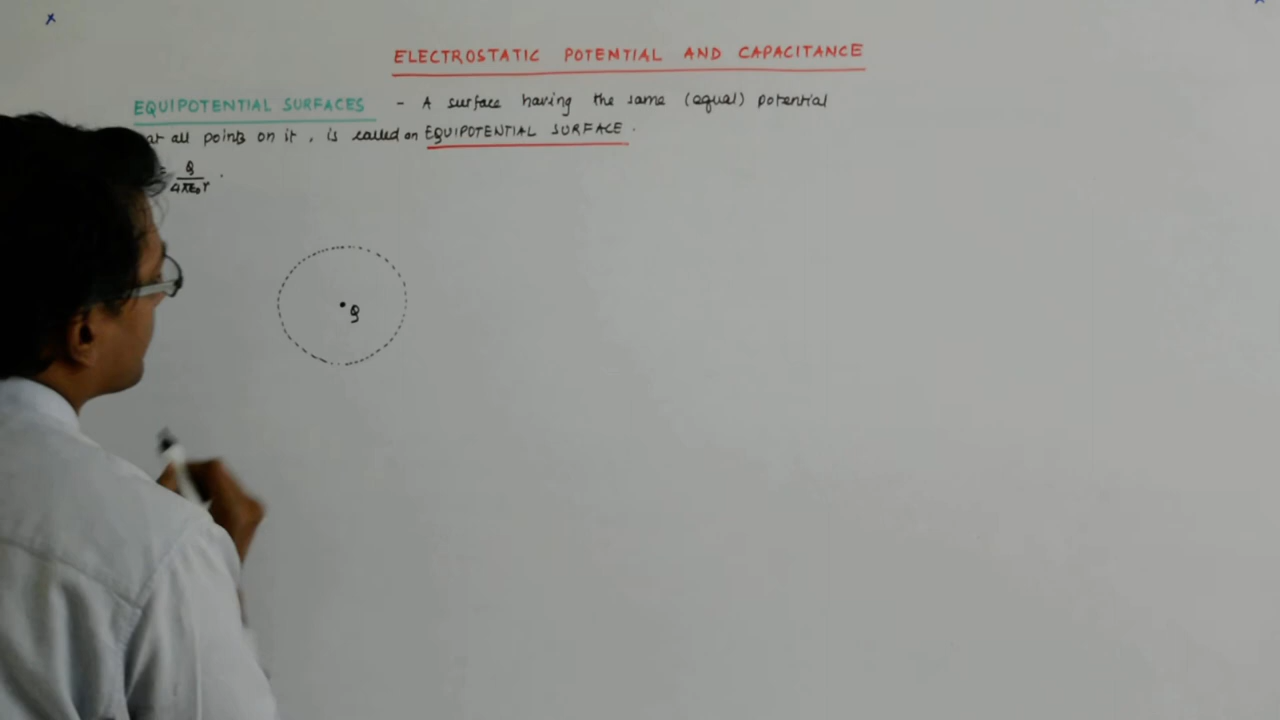 ELECTROSTATIC POTENTIAL AND CAPACITANCE
EQUIPOTENTIAL SURFACES - A surface having the same (equal) potential
at all points on it, is called an EQUIPOTENTIAL SURFACE.
= Q / 4πε₀r .
Q